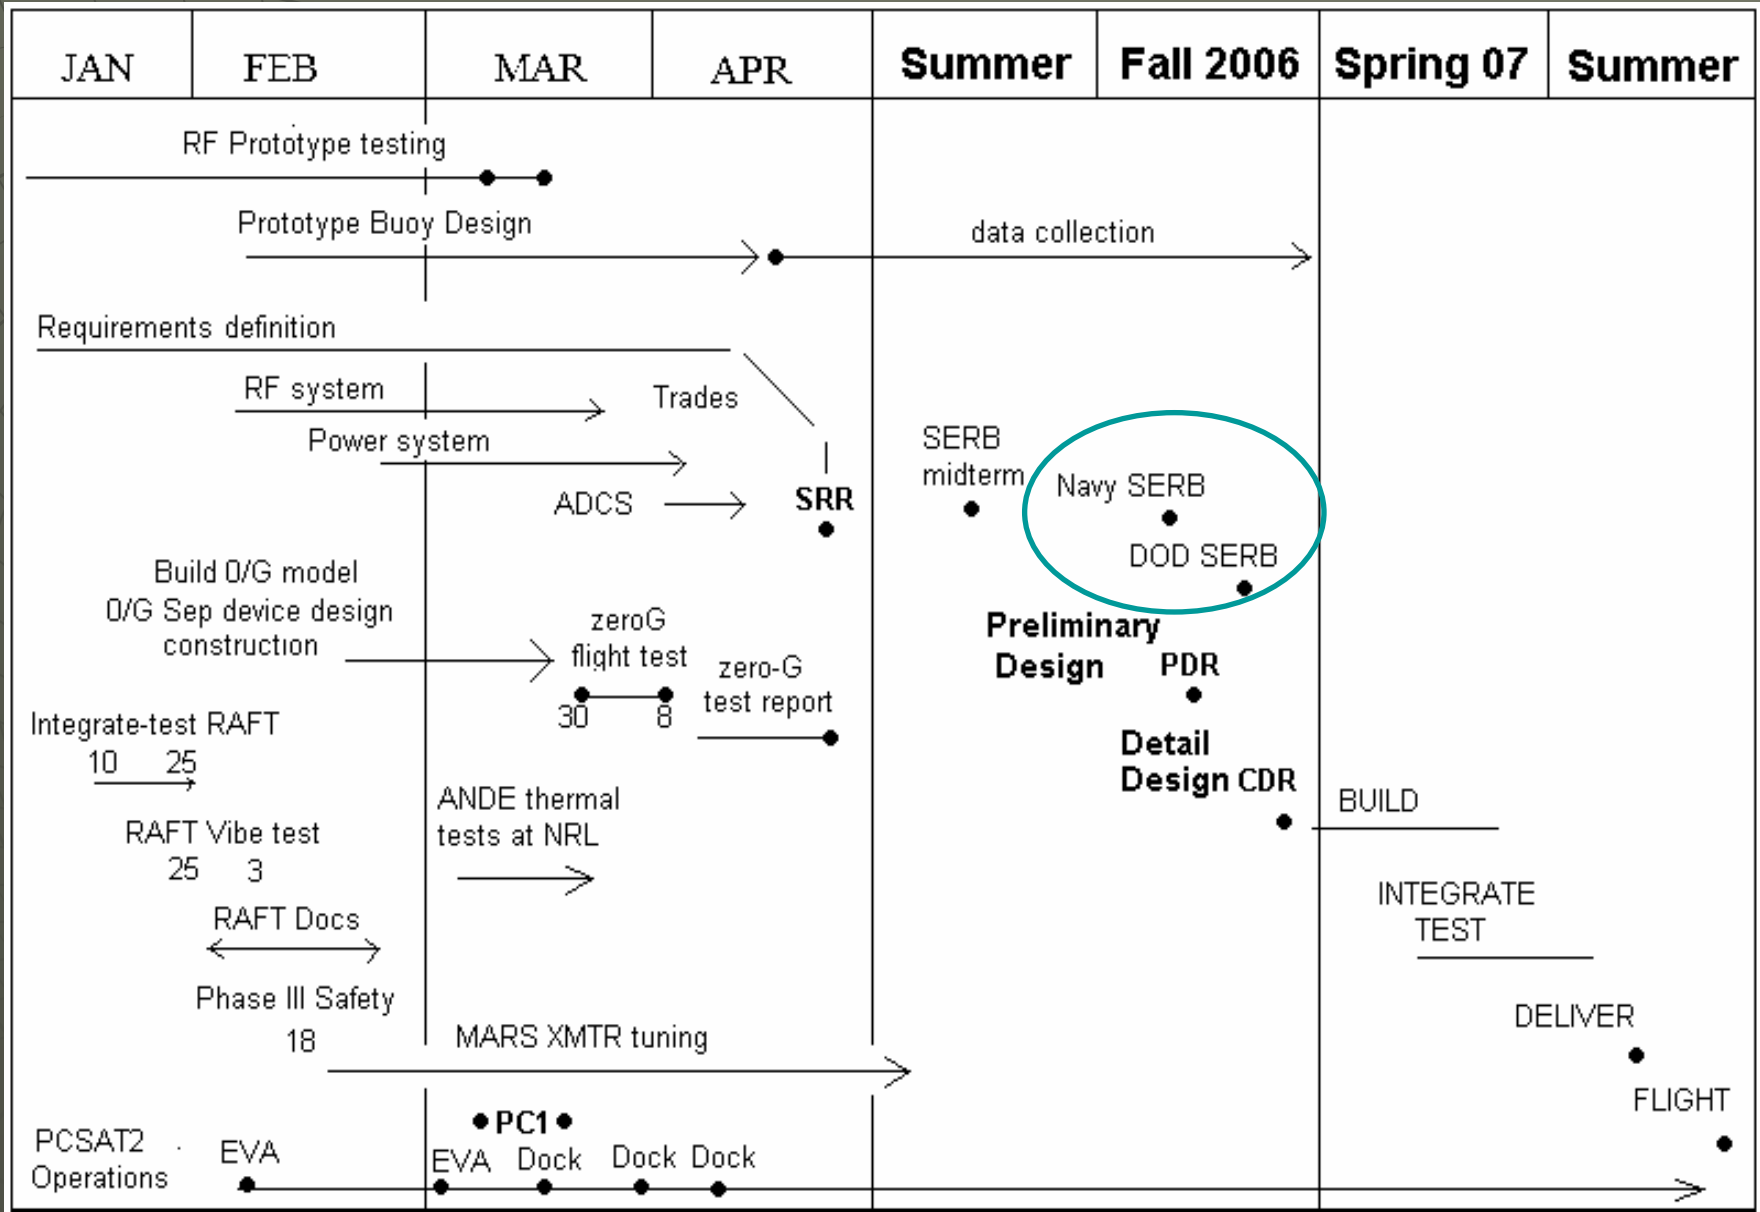 JAN FEB MAR APR Summer Fall 2006 Spring 07 Summer
RF Prototype testing
Prototype Buoy Design
data collection
Requirements definition
RF system
Trades
Power system
ADCS
SRR
SERB
midterm
Navy SERB
DOD SERB
Build 0/G model
0/G Sep device design
construction
zeroG
flight test
30 8
zero-G
test report
Preliminary
Design
PDR
Detail
Design CDR
Integrate-test RAFT
10 25
RAFT Vibe test
25 3
ANDE thermal
tests at NRL
BUILD
RAFT Docs
INTEGRATE
TEST
Phase III Safety
18
MARS XMTR tuning
DELIVER
FLIGHT
PC1
PCSAT2
Operations
EVA
EVA Dock Dock Dock